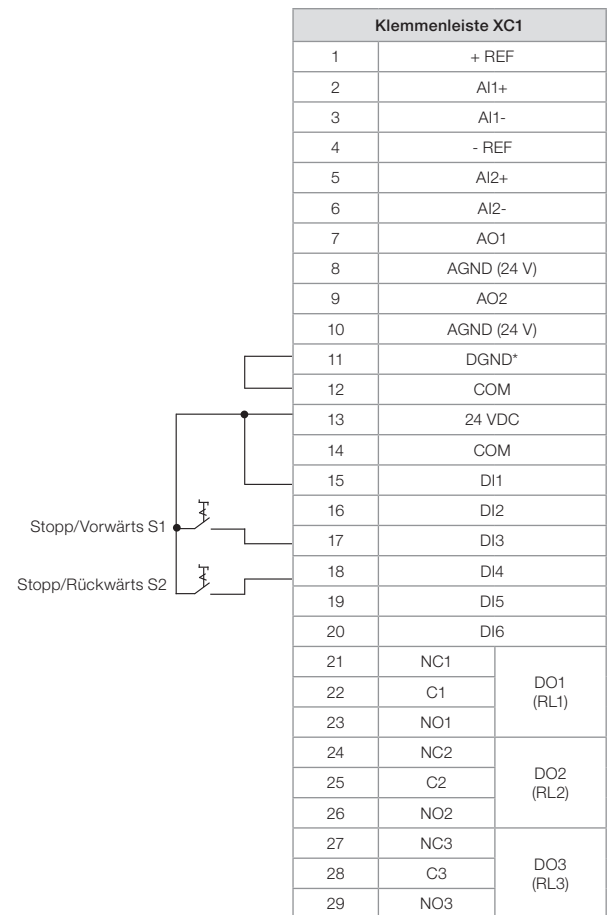 Klemmenleiste XC1
1 + REF
2 AI1+
3 AI1-
4 - REF
5 AI2+
6 AI2-
7 AO1
8 AGND (24 V)
9 AO2
10 AGND (24 V)
11 DGND*
12 COM
13 24 VDC
14 COM
15 DI1
16 DI2
Stopp/Vorwärts S1
17 DI3
18 DI4
Stopp/Rückwärts S2
19 DI5
20 DI6
21 NC1
22 C1
23 NO1
DO1
(RL1)
24 NC2
25 C2
26 NO2
DO2
(RL2)
27 NC3
28 C3
29 NO3
DO3
(RL3)